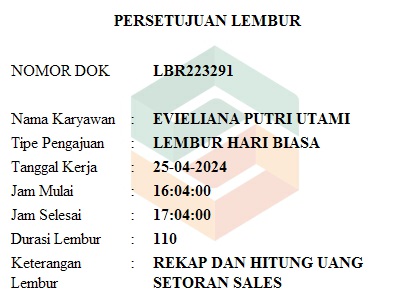 PERSETUJUAN LEMBUR
NOMOR DOK LBR223291
Nama Karyawan : EVIELIANA PUTRI UTAMI
Tipe Pengajuan : LEMBUR HARI BIASA
Tanggal Kerja : 25-04-2024
Jam Mulai : 16:04:00
Jam Selesai : 17:04:00
Durasi Lembur : 110
Keterangan : REKAP DAN HITUNG UANG
Lembur SETORAN SALES